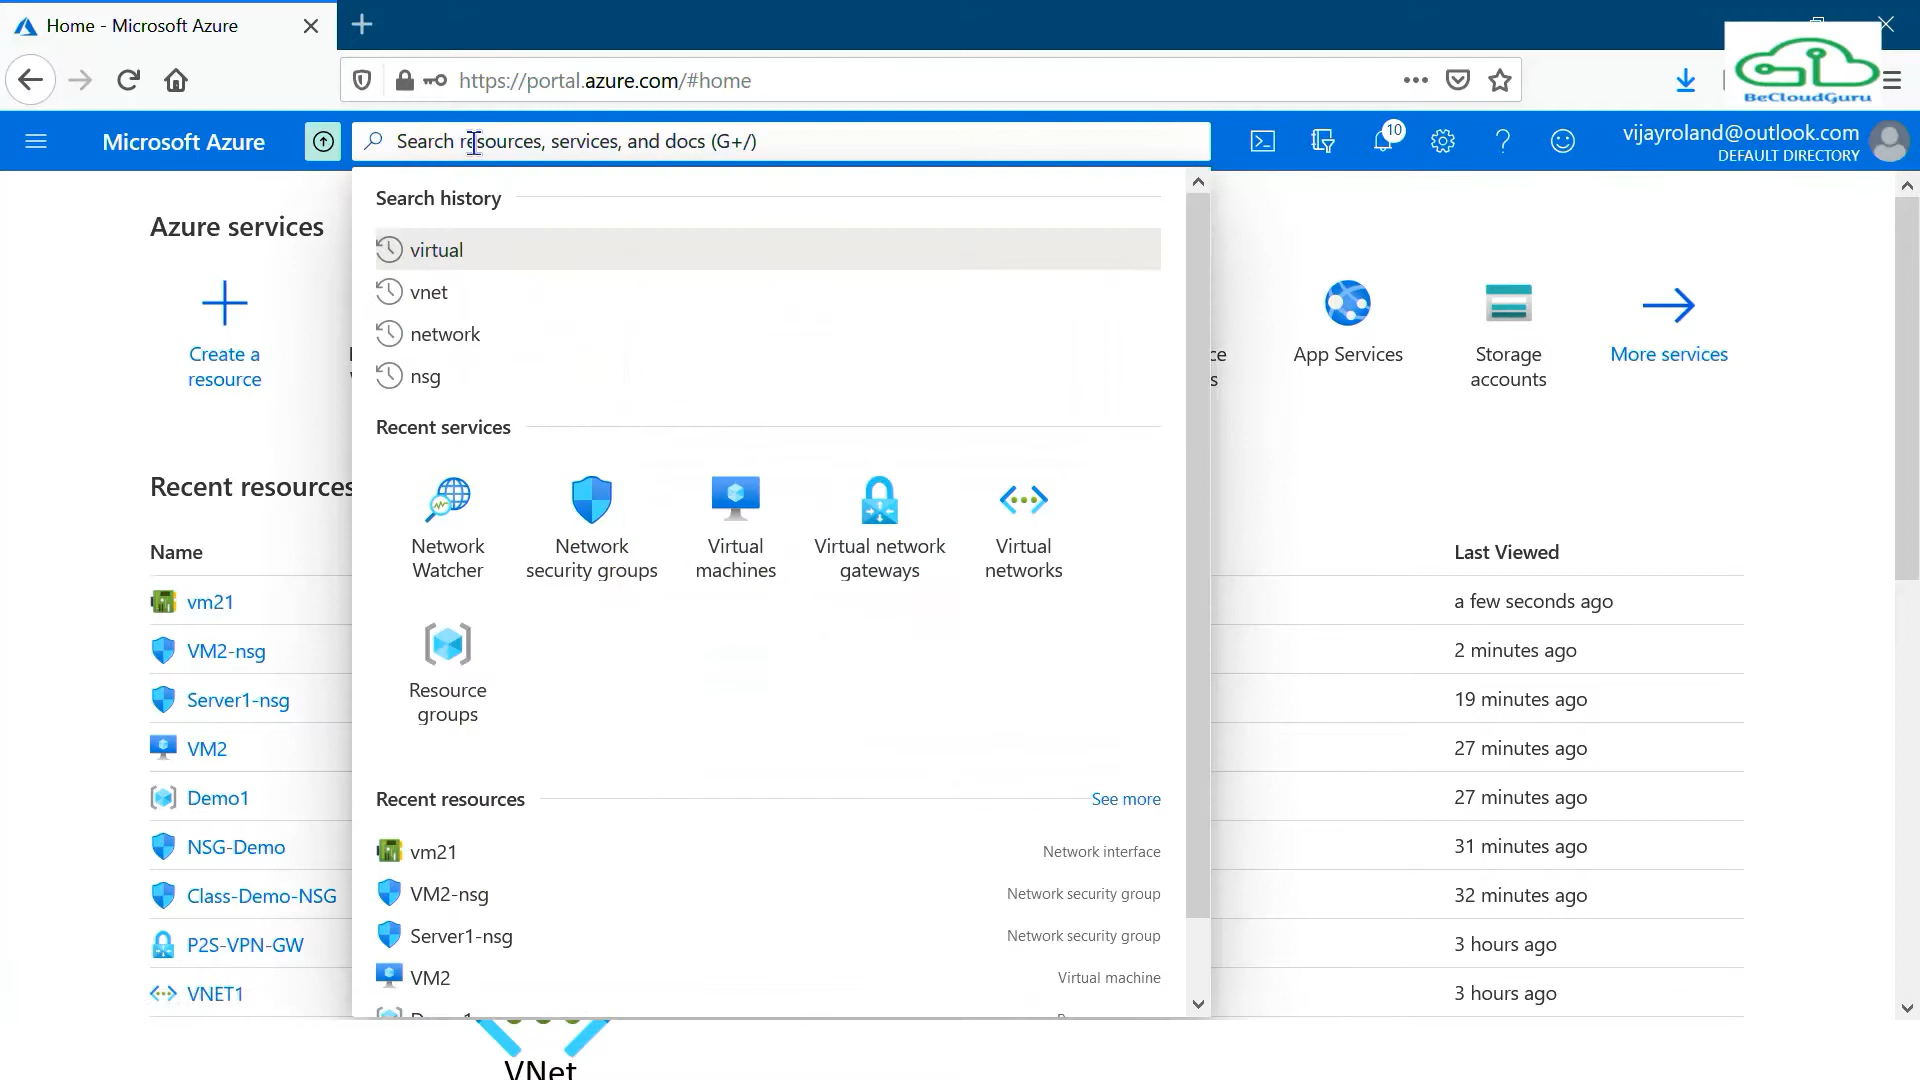 Home - Microsoft Azure
https://portal.azure.com/#home
BeCloudGuru
Microsoft Azure
Search resources, services, and docs (G+/)
10
vijayroland@outlook.com
DEFAULT DIRECTORY
Azure services
Create a
resource
ce
s
App Services
Storage
accounts
More services
Search history
virtual
vnet
network
nsg
Recent services
Network
Watcher
Network
security groups
Virtual
machines
Virtual network
gateways
Virtual
networks
Resource
groups
Recent resources
See more
vm21
Network interface
VM2-nsg
Network security group
Server1-nsg
Network security group
VM2
Virtual machine
Recent resources
Name
Last Viewed
vm21
a few seconds ago
VM2-nsg
2 minutes ago
Server1-nsg
19 minutes ago
VM2
27 minutes ago
Demo1
27 minutes ago
NSG-Demo
31 minutes ago
Class-Demo-NSG
32 minutes ago
P2S-VPN-GW
3 hours ago
VNET1
3 hours ago
VNet